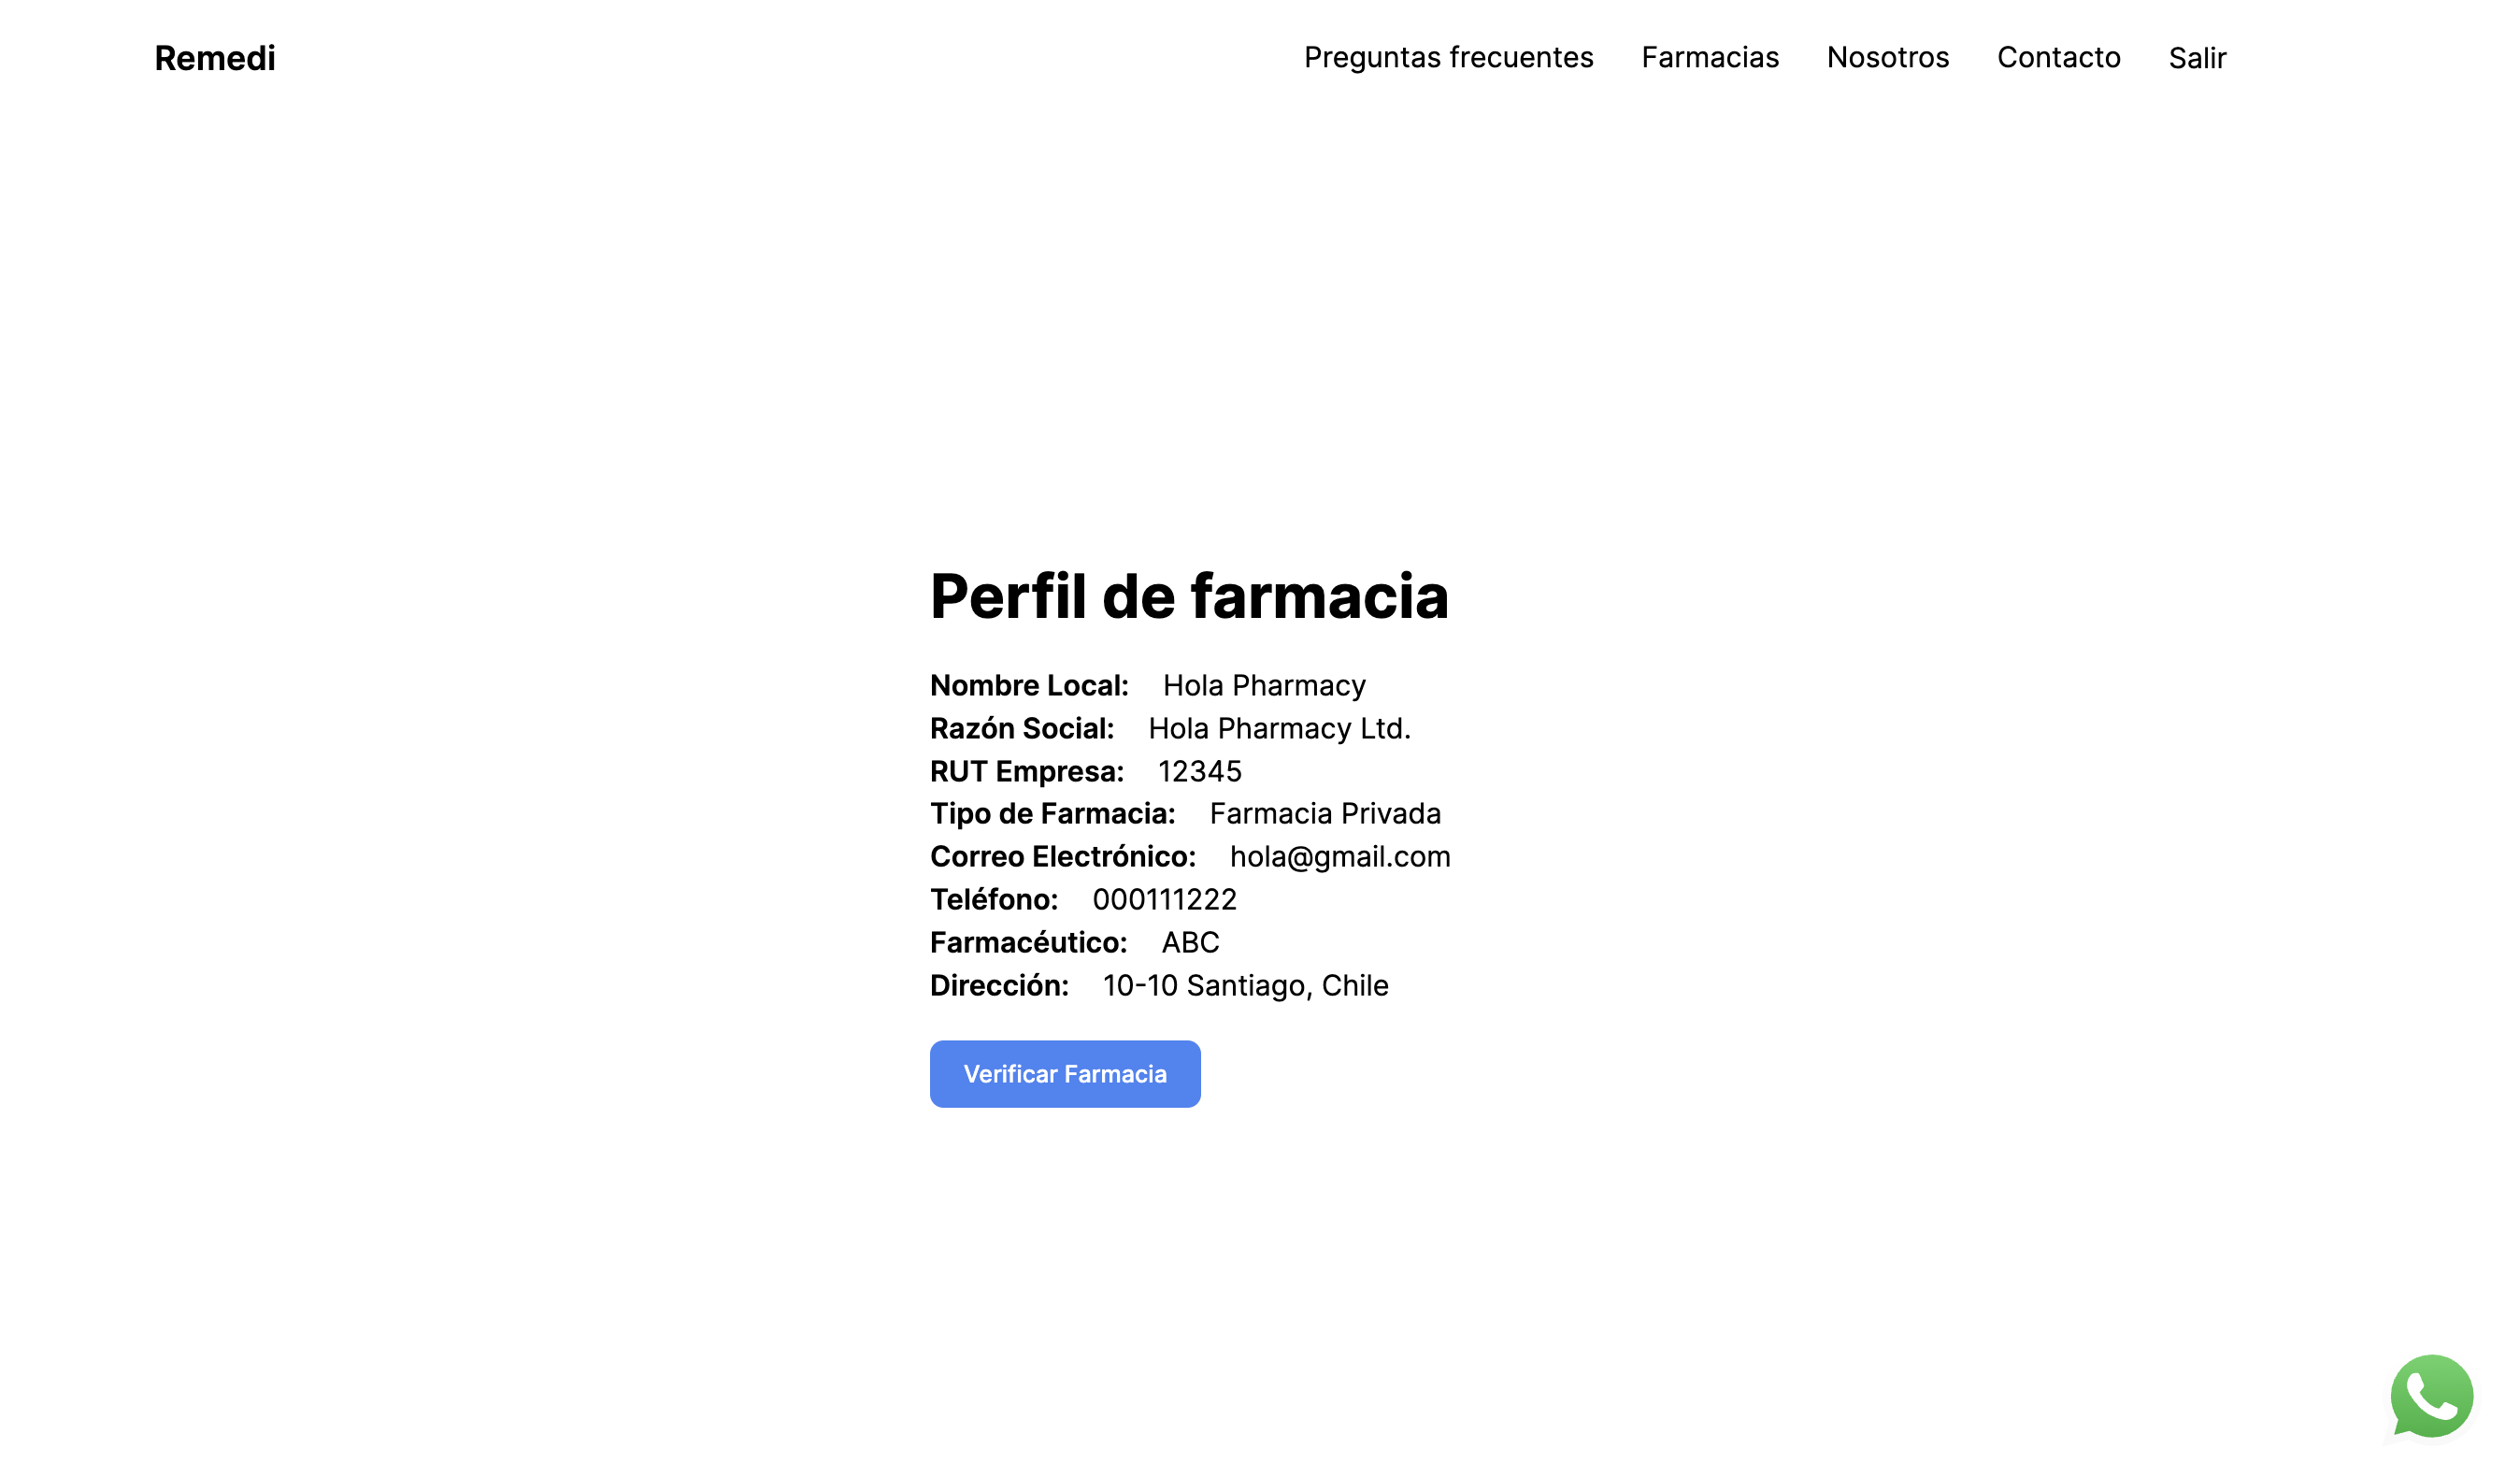 Remedi
Preguntas frecuentes Farmacias Nosotros Contacto Salir
Perfil de farmacia
Nombre Local: Hola Pharmacy
Razón Social: Hola Pharmacy Ltd.
RUT Empresa: 12345
Tipo de Farmacia: Farmacia Privada
Correo Electrónico: hola@gmail.com
Teléfono: 000111222
Farmacéutico: ABC
Dirección: 10-10 Santiago, Chile
Verificar Farmacia